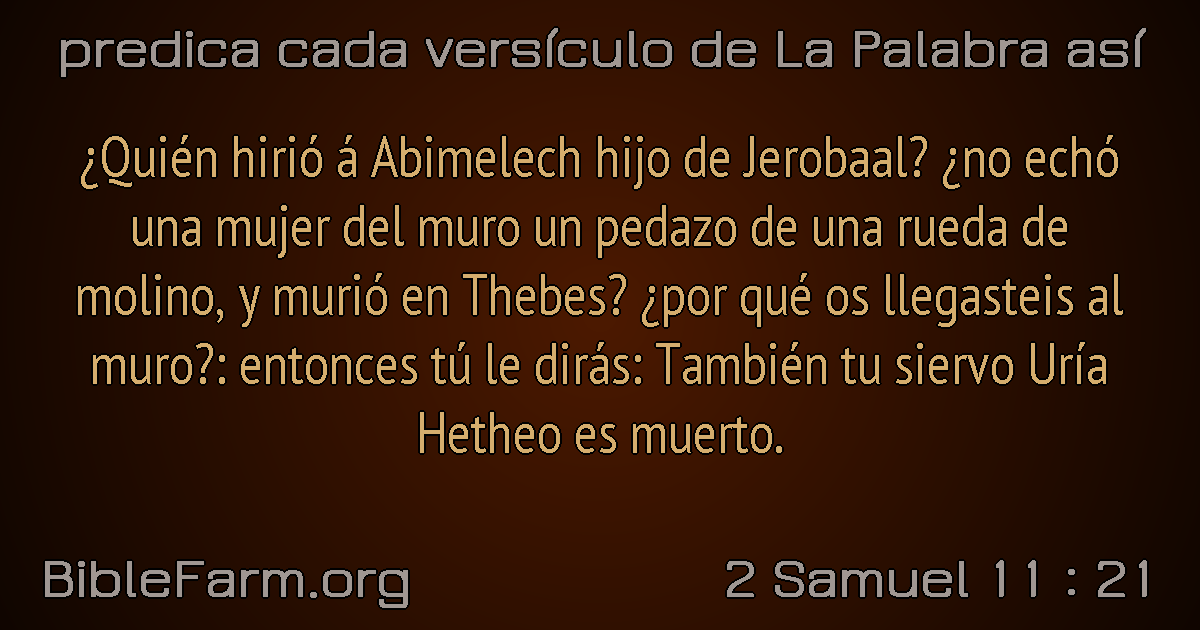 predica cada versículo de La Palabra así
¿Quién hirió á Abimelech hijo de Jerobaal? ¿no echó
una mujer del muro un pedazo de una rueda de
molino, y murió en Thebes? ¿por qué os llegasteis al
muro?: entonces tú le dirás: También tu siervo Uría
Hetheo es muerto.
BibleFarm.org
2 Samuel 11 : 21